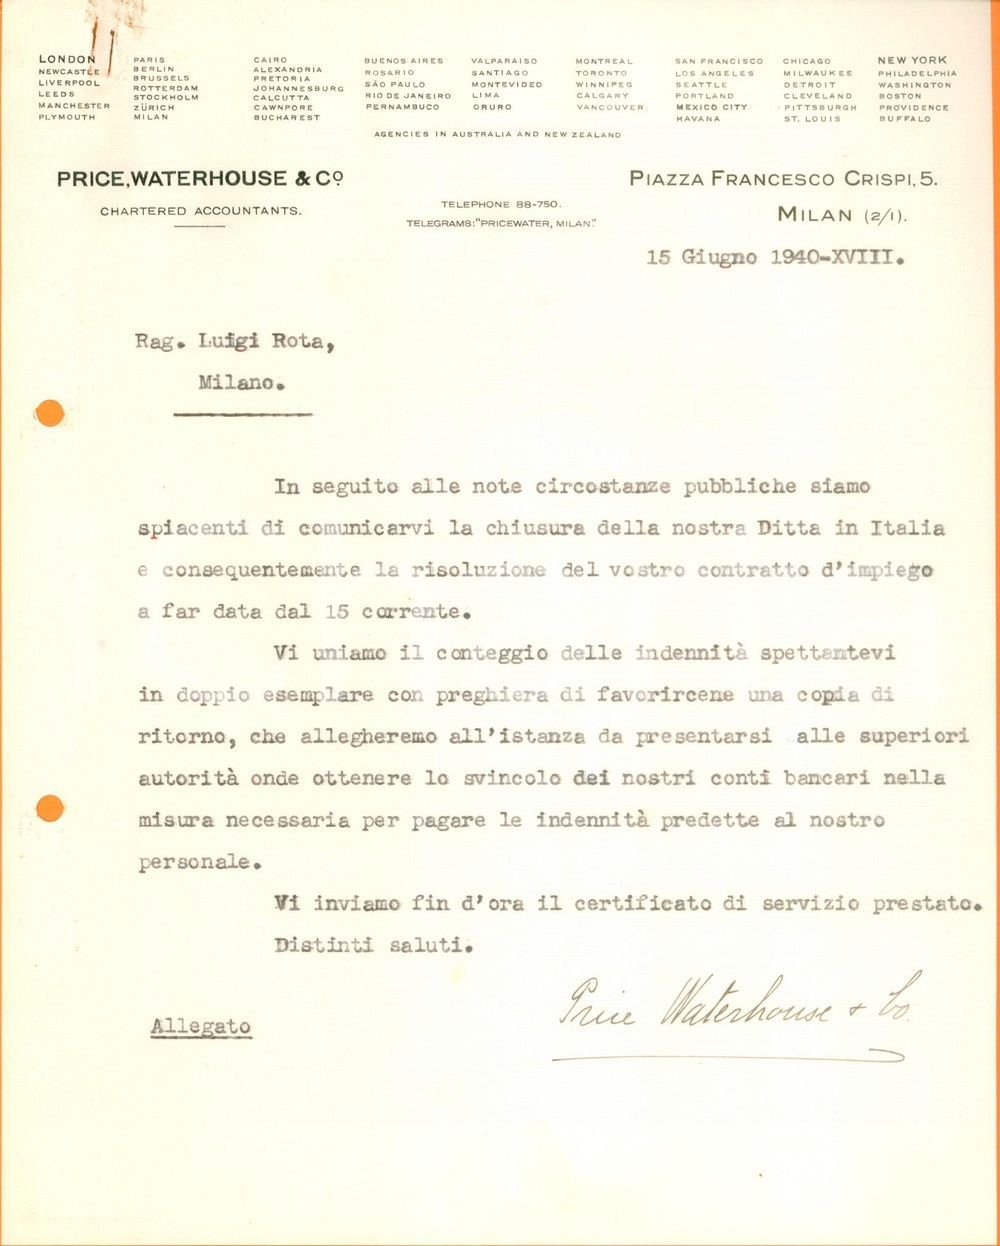 LONDON
NEWCASTLE
LIVERPOOL
LEEDS
MANCHESTER
PLYMOUTH
PARIS
BERLIN
BRUSSELS
ROTTERDAM
STOCKHOLM
ZÜRICH
MILAN
CAIRO
ALEXANDRIA
PRETORIA
JOHANNESBURG
CALCUTTA
CAWNPORE
BUCHAREST
BUENOS AIRES
ROSARIO
SÃO PAULO
RIO DE JANEIRO
PERNAMBUCO
VALPARAISO
SANTIAGO
MONTEVIDEO
LIMA
ORURO
MONTREAL
TORONTO
WINNIPEG
CALGARY
VANCOUVER
SAN FRANCISCO
LOS ANGELES
SEATTLE
PORTLAND
MEXICO CITY
HAVANA
CHICAGO
MILWAUKEE
DETROIT
CLEVELAND
PITTSBURGH
ST. LOUIS
NEW YORK
PHILADELPHIA
WASHINGTON
BOSTON
PROVIDENCE
BUFFALO
AGENCIES IN AUSTRALIA AND NEW ZEALAND
PRICE, WATERHOUSE & Cº
CHARTERED ACCOUNTANTS.
TELEPHONE 88-750.
TELEGRAMS: "PRICEWATER, MILAN."
PIAZZA FRANCESCO CRISPI, 5.
MILAN (2/1).
15 Giugno 1940-XVIII.
Rag. Luigi Rota,
Milano.
In seguito alle note circostanze pubbliche siamo
spiacenti di comunicarvi la chiusura della nostra Ditta in Italia
e consequentemente la risoluzione del vostro contratto d'impiego
a far data dal 15 corrente.
Vi uniamo il conteggio delle indennità spettantevi
in doppio esemplare con preghiera di favorircene una copia di
ritorno, che allegheremo all'istanza da presentarsi alle superiori
autorità onde ottenere lo svincolo dei nostri conti bancari nella
misura necessaria per pagare le indennità predette al nostro
personale.
Vi inviamo fin d'ora il certificato di servizio prestato.
Distinti saluti.
Price Waterhouse & Co.
Allegato